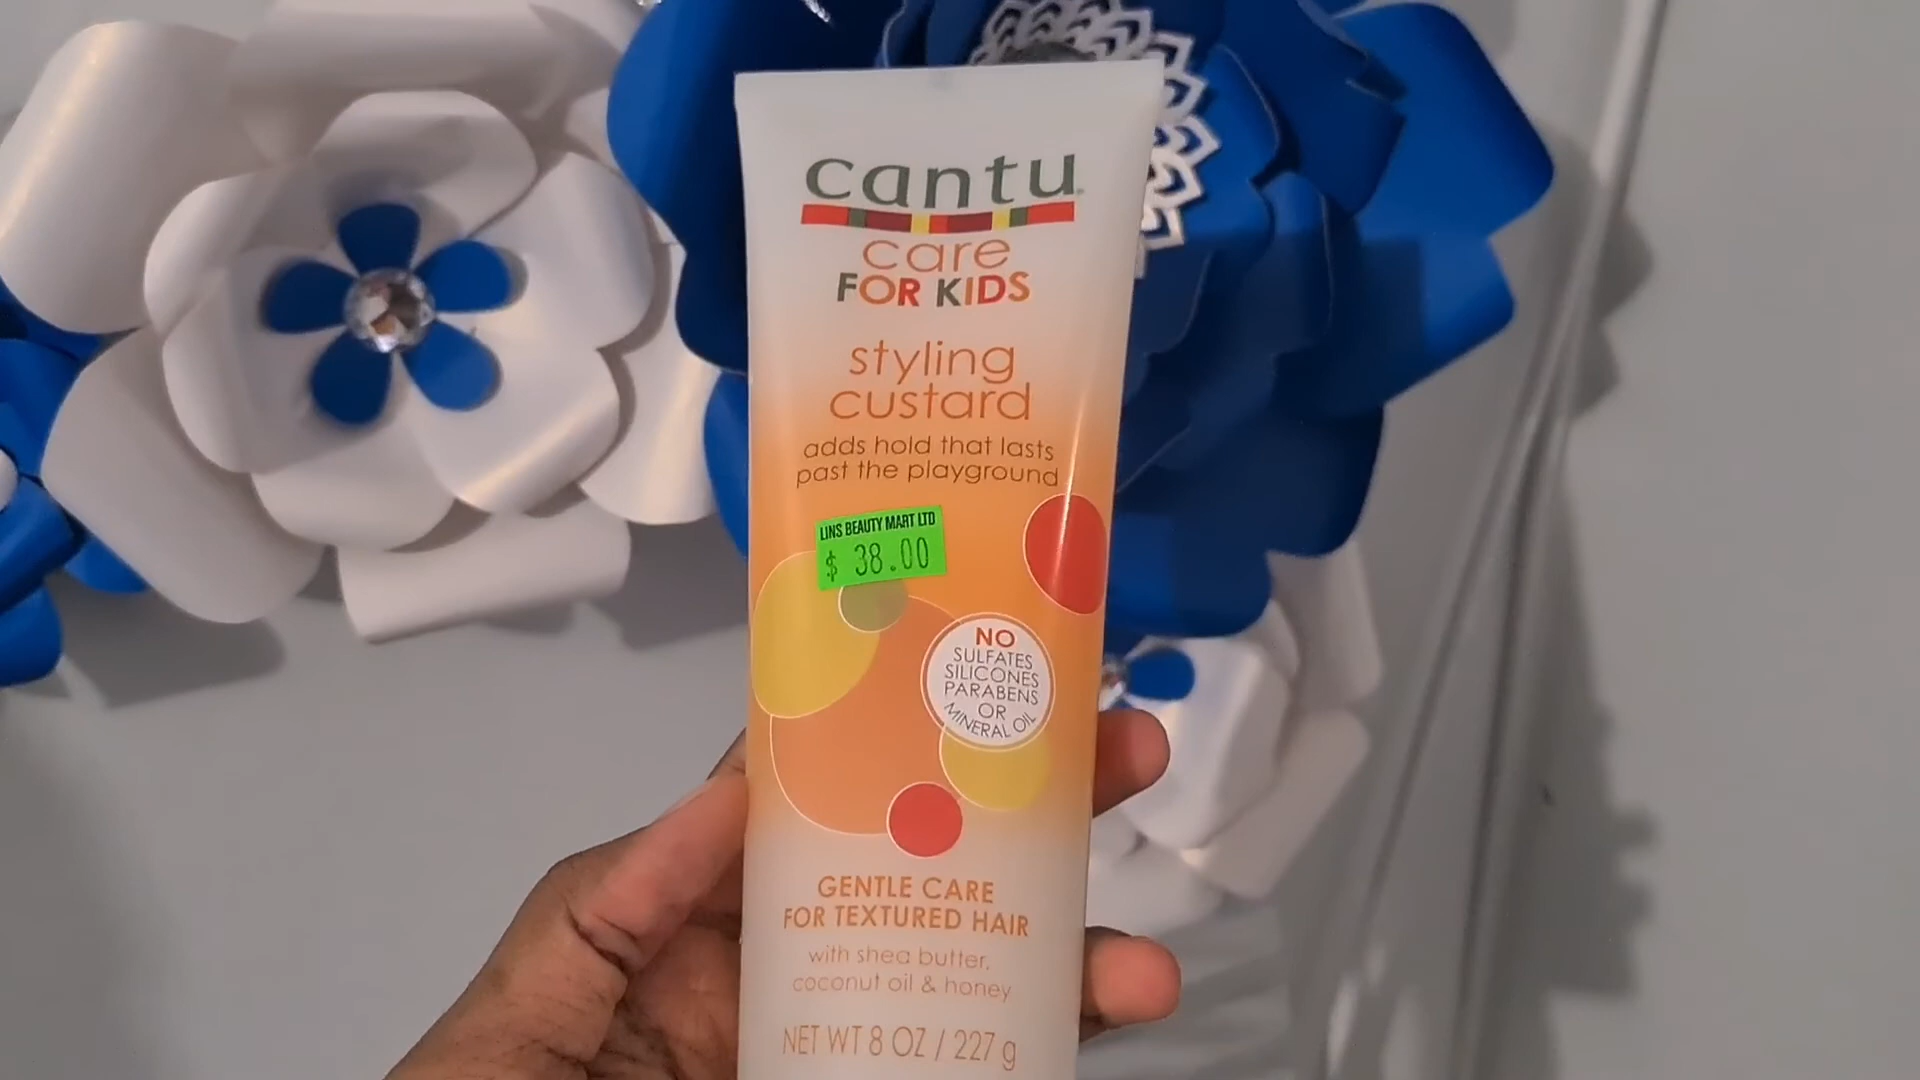 cantu
care
FOR KIDS
styling
custard
adds hold that lasts
past the playground
LINS BEAUTY MART LTD
$ 38.00
NO
SULFATES
SILICONES
PARABENS
OR
MINERAL OIL
GENTLE CARE
FOR TEXTURED HAIR
with shea butter,
coconut oil & honey
NET WT 8 OZ / 227 g